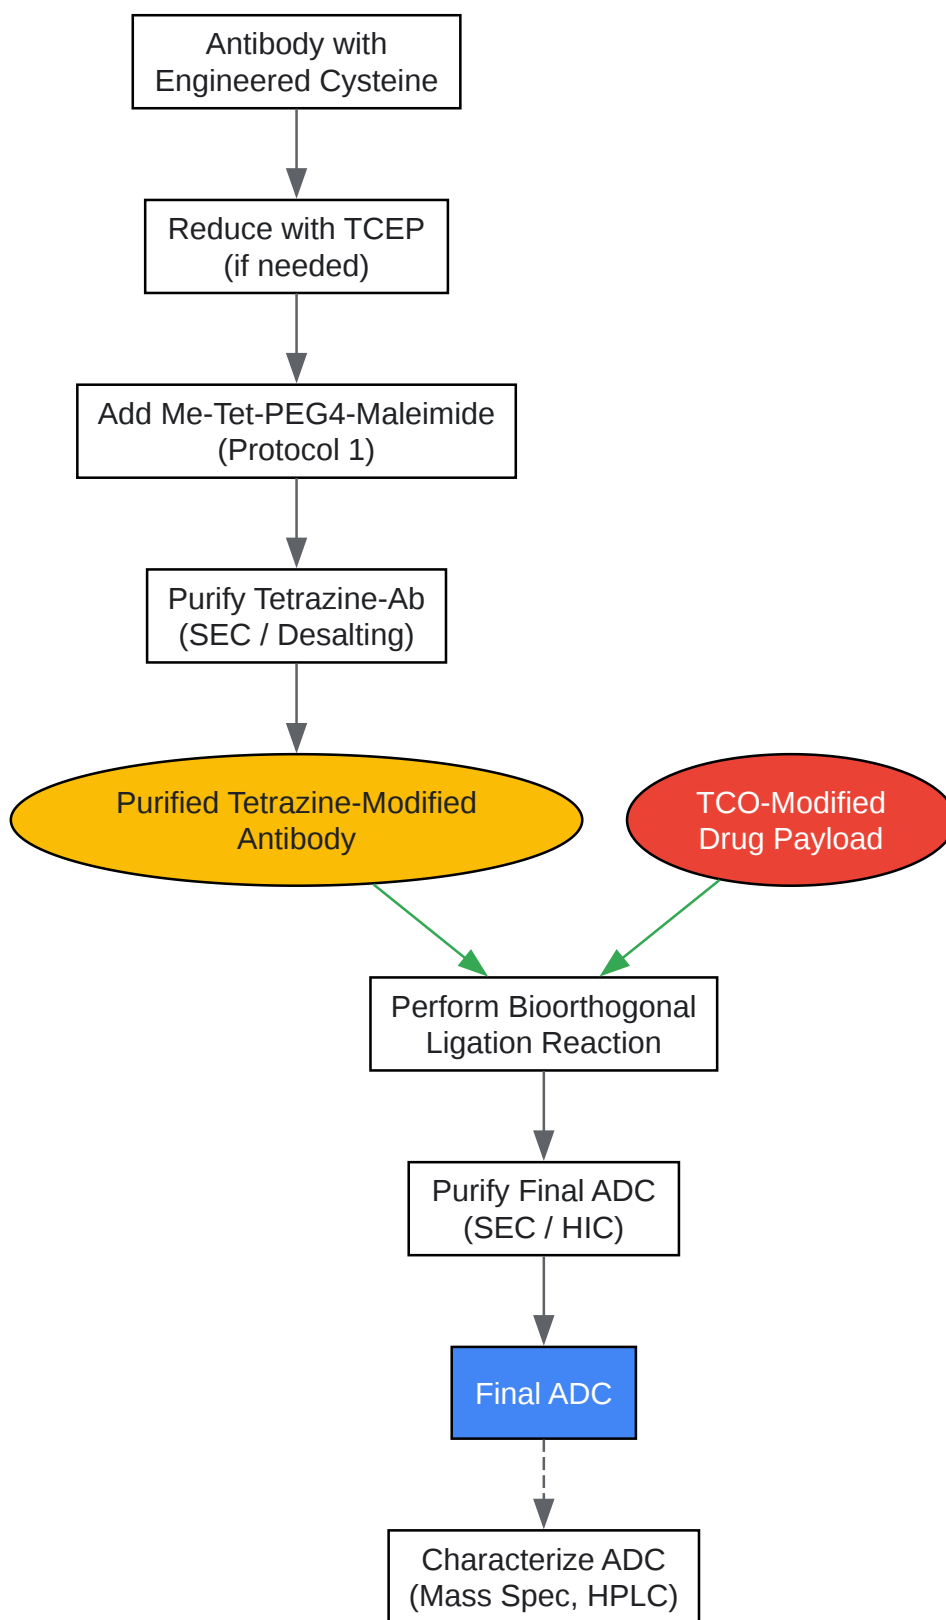 Antibody with
Engineered Cysteine
Reduce with TCEP
(if needed)
Add Me-Tet-PEG4-Maleimide
(Protocol 1)
Purify Tetrazine-Ab
(SEC / Desalting)
Purified Tetrazine-Modified
Antibody
TCO-Modified
Drug Payload
Perform Bioorthogonal
Ligation Reaction
Purify Final ADC
(SEC / HIC)
Final ADC
Characterize ADC
(Mass Spec, HPLC)